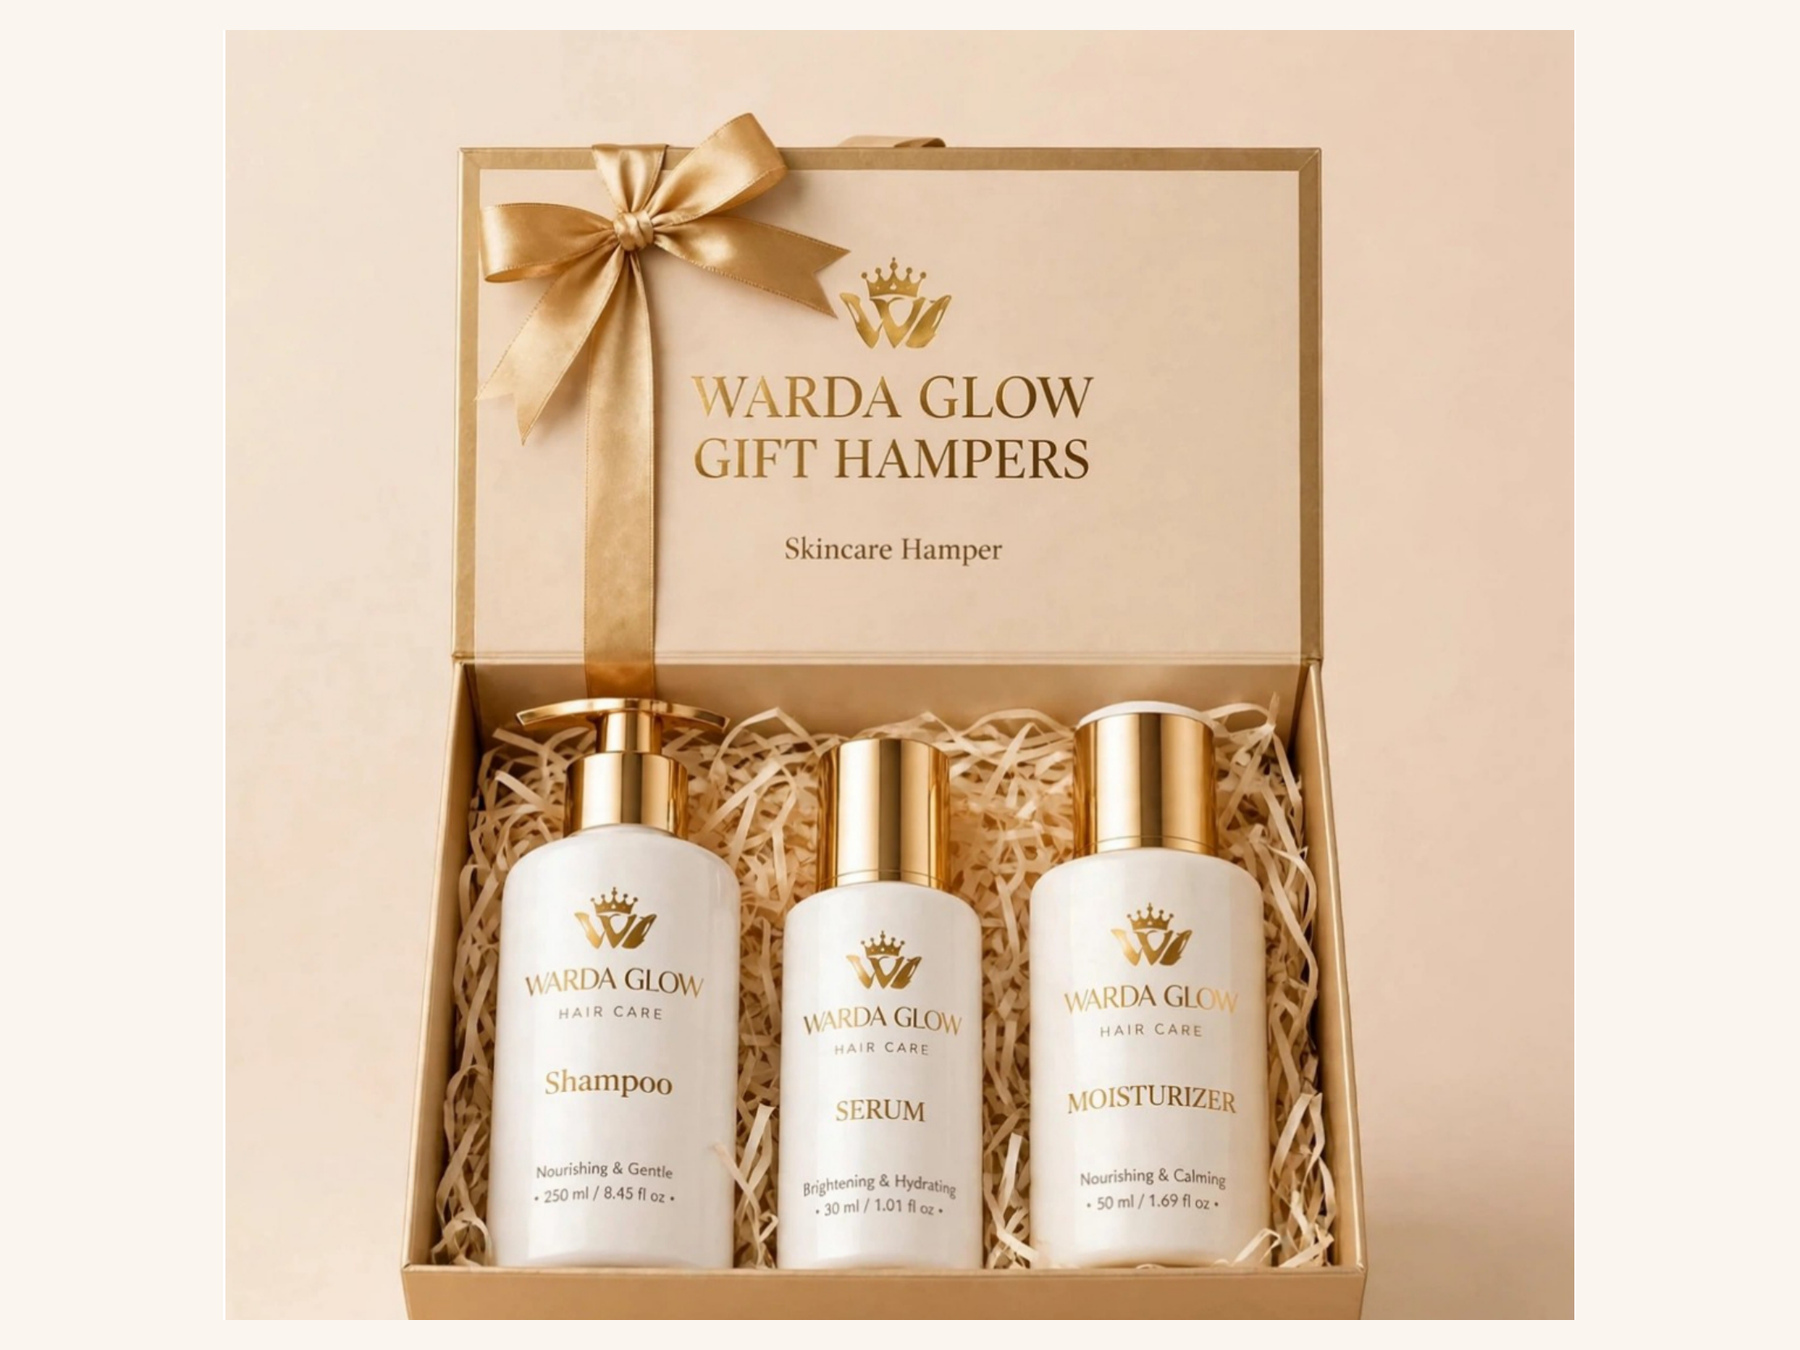 WARDA GLOW
GIFT HAMPERS
Skincare Hamper
WARDA GLOW
HAIR CARE
Shampoo
Nourishing & Gentle
• 250 ml / 8.45 fl oz •
WARDA GLOW
HAIR CARE
SERUM
Brightening & Hydrating
• 30 ml / 1.01 fl oz •
WARDA GLOW
HAIR CARE
MOISTURIZER
Nourishing & Calming
• 50 ml / 1.69 fl oz •